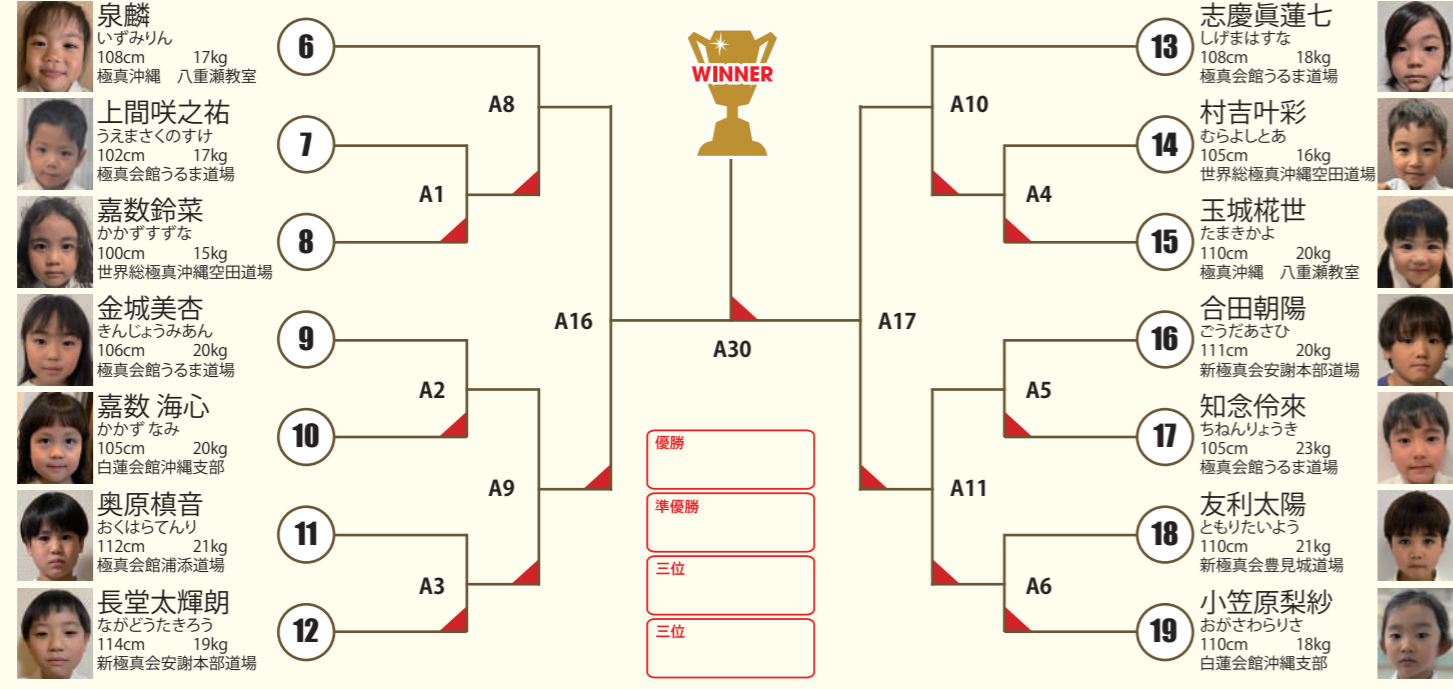 泉麟
いずみりん
108cm 17kg
極真沖縄　八重瀬教室
6
上間咲之祐
うえまさくのすけ
102cm 17kg
極真会館うるま道場
7
嘉数鈴菜
かかずすずな
100cm 15kg
世界総極真沖縄空田道場
8
金城美杏
きんじょうみあん
106cm 20kg
極真会館うるま道場
9
嘉数 海心
かかず なみ
105cm 20kg
白蓮会館沖縄支部
10
奥原槙音
おくはらてんり
112cm 21kg
極真会館浦添道場
11
長堂太輝朗
ながどうたきろう
114cm 19kg
新極真会安謝本部道場
12
A8
A1
A16
A2
A9
A3
WINNER
A30
優勝
準優勝
三位
三位
A10
A4
A17
A5
A11
A6
13
志慶眞蓮七
しげまはすな
108cm 18kg
極真会館うるま道場
14
村吉叶彩
むらよしとあ
105cm 16kg
世界総極真沖縄空田道場
15
玉城椛世
たまきかよ
110cm 20kg
極真沖縄　八重瀬教室
16
合田朝陽
ごうだあさひ
111cm 20kg
新極真会安謝本部道場
17
知念伶來
ちねんりょうき
105cm 23kg
極真会館うるま道場
18
友利太陽
ともりたいよう
110cm 21kg
新極真会豊見城道場
19
小笠原梨紗
おがさわらりさ
110cm 18kg
白蓮会館沖縄支部